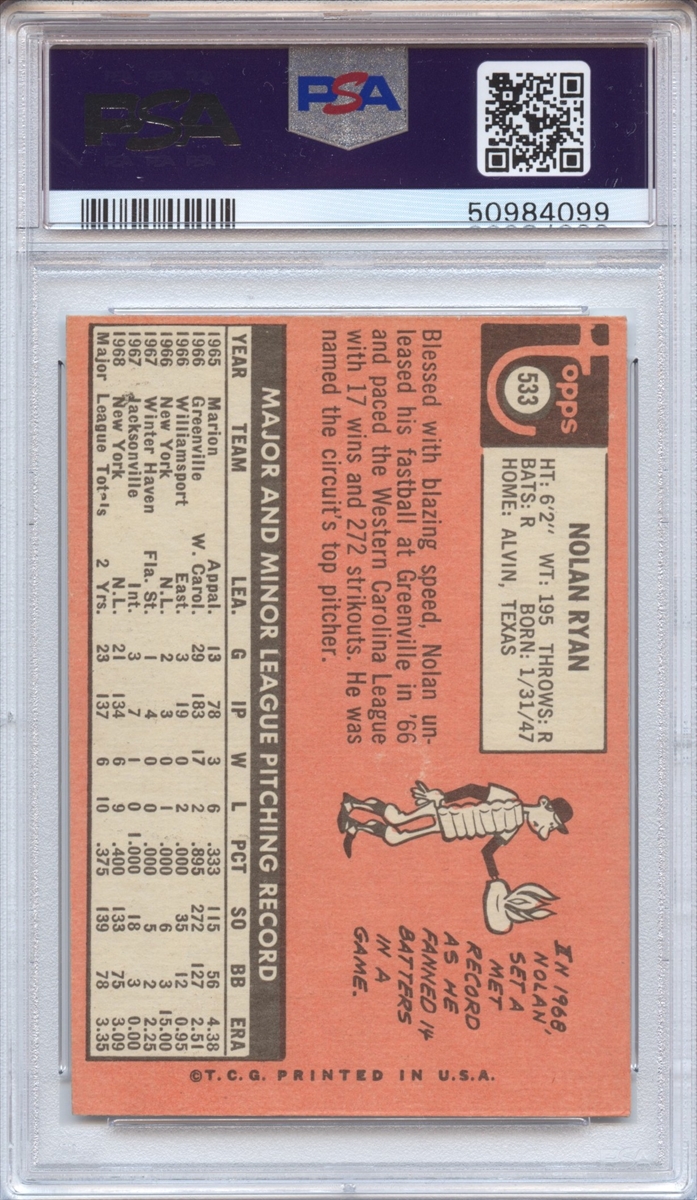 PSA
PSA
50984099
Topps
533
NOLAN RYAN
HT: 6'2" WT: 195 THROWS: R
BATS: R BORN: 1/31/47
HOME: ALVIN, TEXAS
Blessed with blazing speed, Nolan un-
leased his fastball at Greenville in '66
and paced the Western Carolina League
with 17 wins and 272 strikouts. He was
named the circuit's top pitcher.
IN 1968,
NOLAN
SET A
MET
RECORD
AS HE
FANNED 14
BATTERS
IN A
GAME.
MAJOR AND MINOR LEAGUE PITCHING RECORD
YEAR TEAM LEA. G IP W L PCT SO BB ERA
1965 Marion Appal. 13 78 3 6 .333 115 56 4.38
1966 Greenville W. Carol. 29 183 17 2 .895 272 127 2.51
1966 Williamsport East. 3 19 0 2 .000 35 12 0.95
1966 New York N.L. 2 3 0 1 .000 6 3 15.00
1967 Winter Haven Fla. St. 1 4 0 0 .000 5 2 2.25
1967 Jacksonville Int. 3 7 1 0 1.000 18 3 0.00
1968 New York N.L. 21 134 6 9 .400 133 75 3.09
Major League Tot'ls 2 Yrs. 23 137 6 10 .375 139 78 3.35
©T.C.G. PRINTED IN U.S.A.